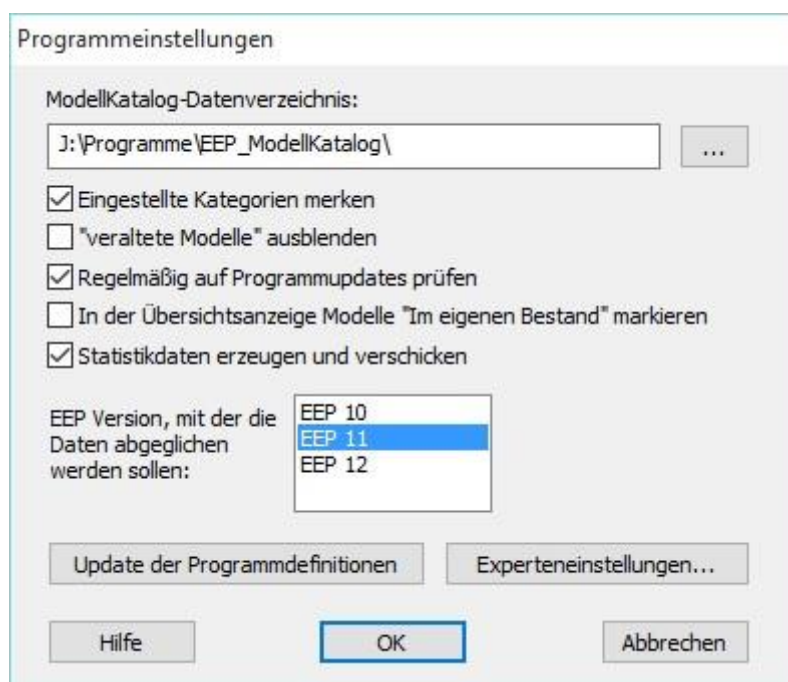 Programmeinstellungen
ModellKatalog-Datenverzeichnis:
J:\Programme\EEP_ModellKatalog\
...
Eingestellte Kategorien merken
"veraltete Modelle" ausblenden
Regelmäßig auf Programmupdates prüfen
In der Übersichtsanzeige Modelle "Im eigenen Bestand" markieren
Statistikdaten erzeugen und verschicken
EEP Version, mit der die
Daten abgeglichen
werden sollen:
EEP 10
EEP 11
EEP 12
Update der Programmdefinitionen
Experteneinstellungen...
Hilfe
OK
Abbrechen